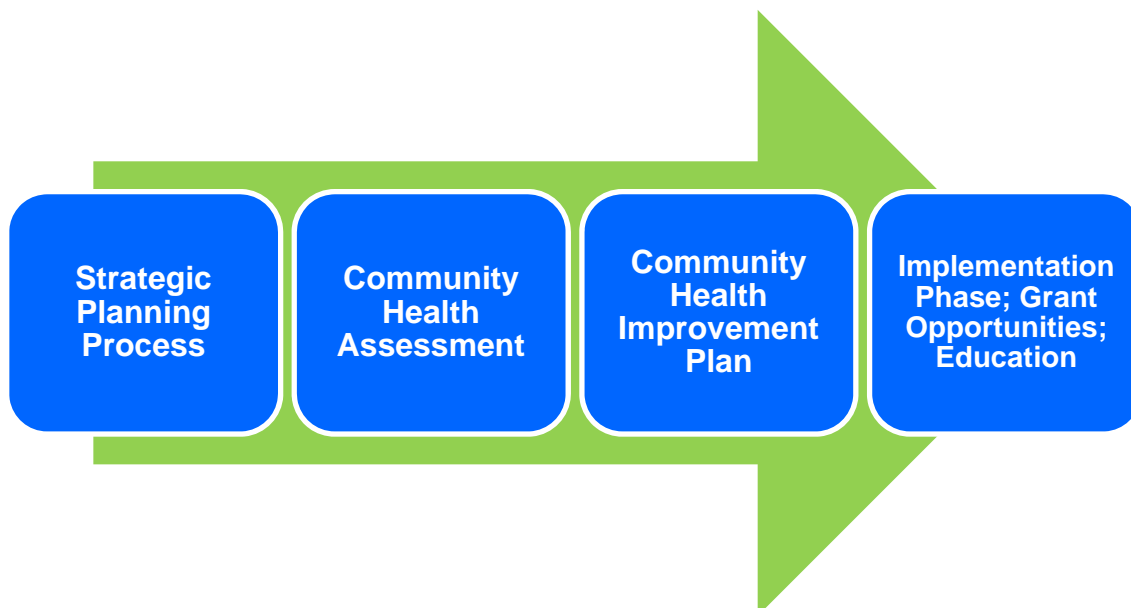 Strategic
Planning
Process
Community
Health
Assessment
Community
Health
Improvement
Plan
Implementation
Phase; Grant
Opportunities;
Education